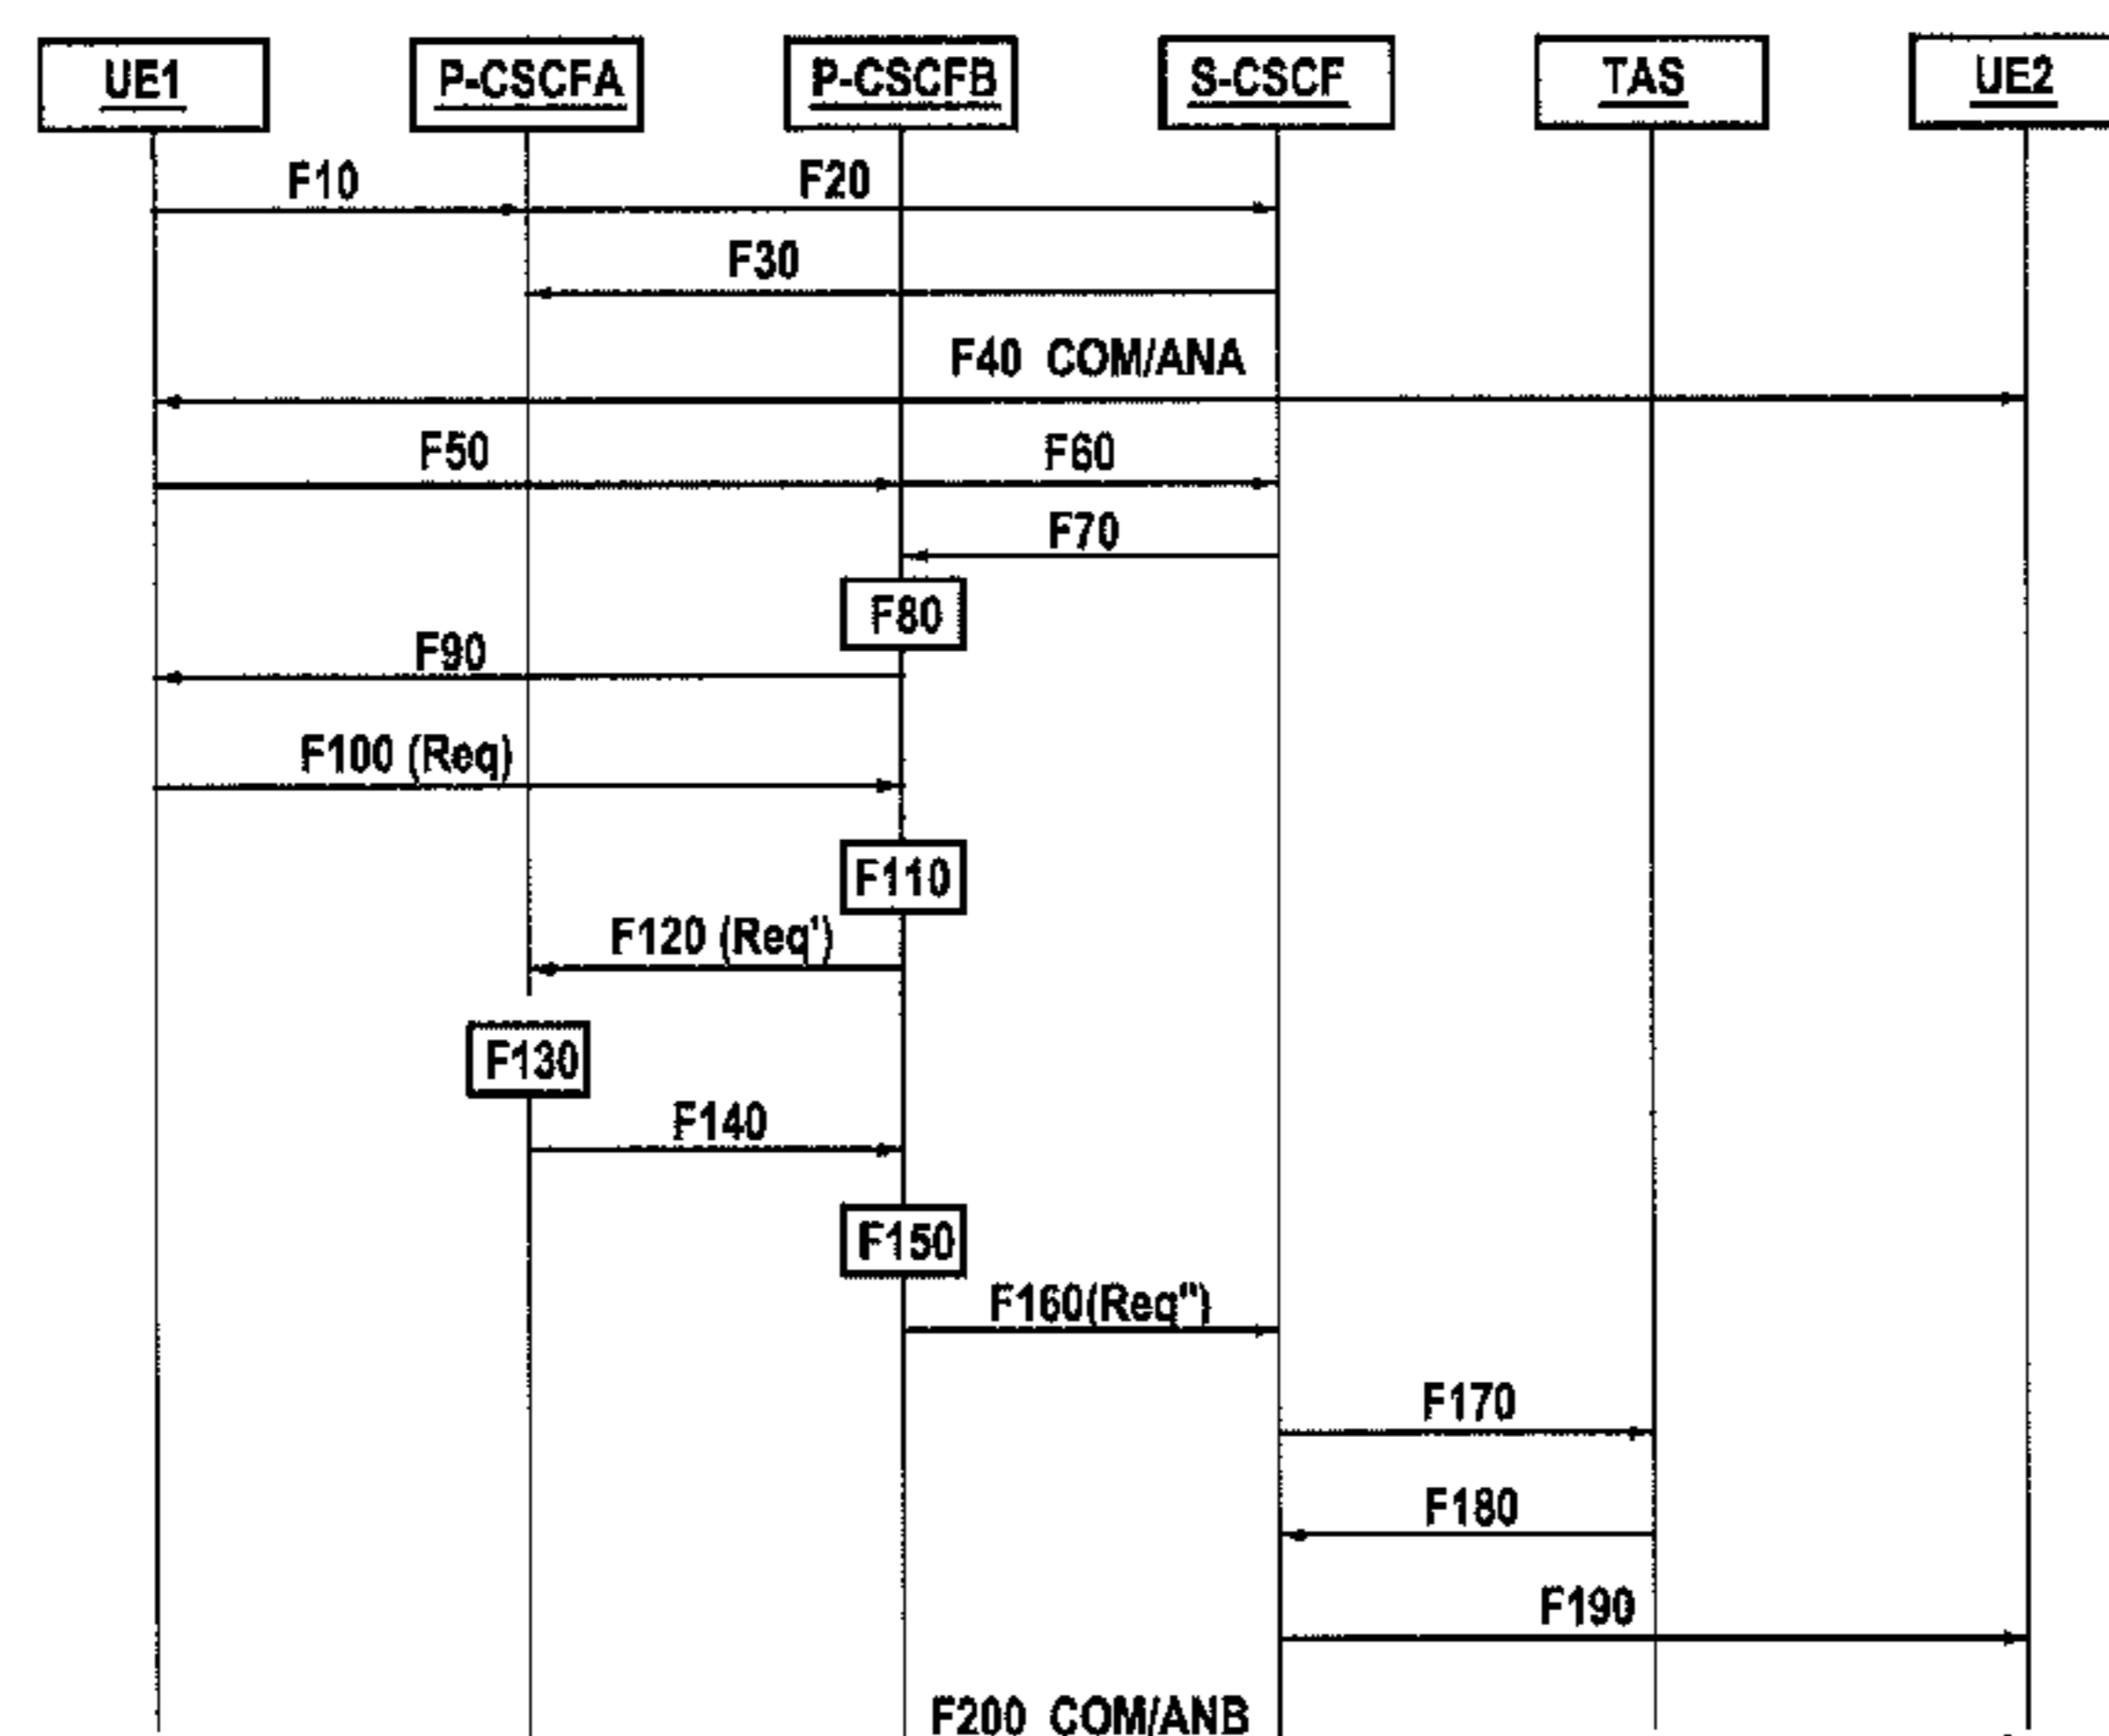 UE1 P-CSCFA P-CSCFB S-CSCF TAS UE2
F10 F20
F30
F40 COM/ANA
F50 F60
F70
F80
F90
F100 (Req)
F110
F120 (Req')
F130
F140
F150
F160(Req")
F170
F180
F190
F200 COM/ANB